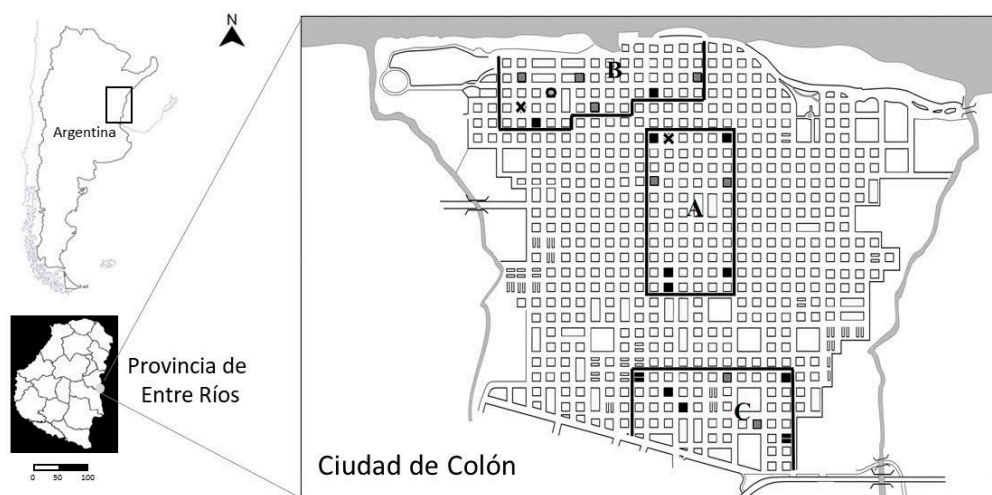 N
Argentina
Provincia de
Entre Ríos
0 50 100
Ciudad de Colón
B
A
C